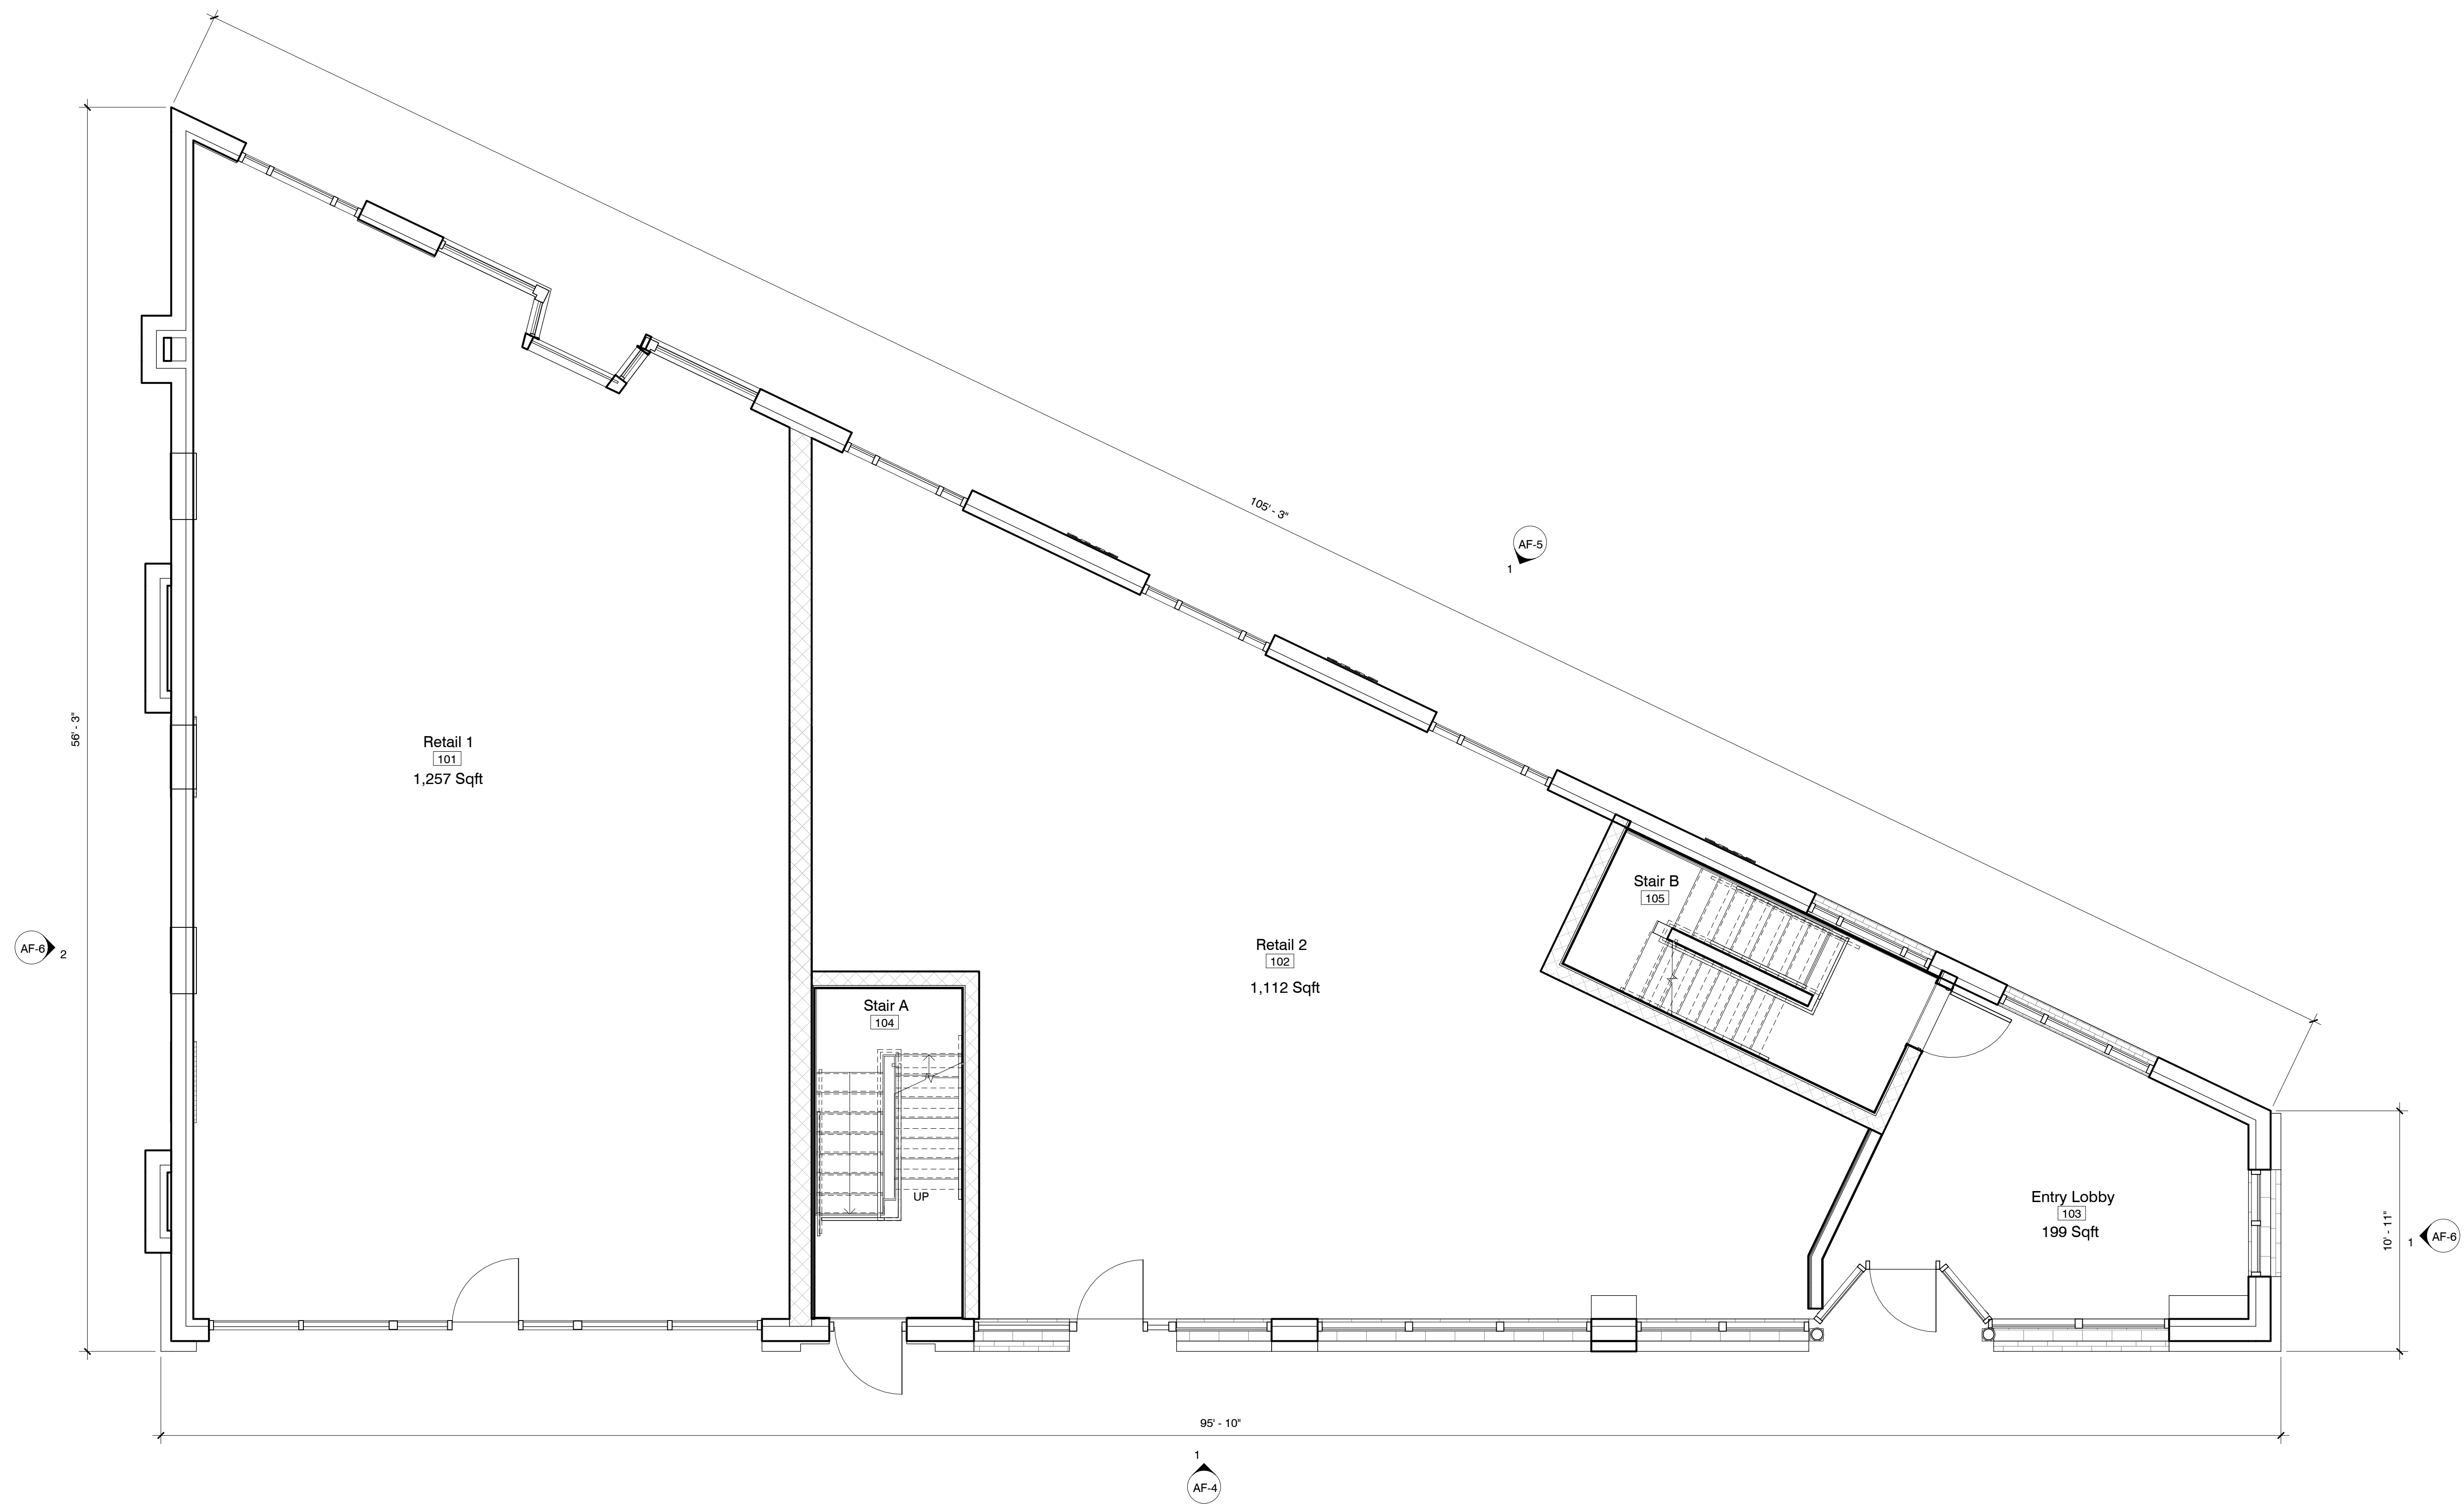 105' - 3"
AF-5
1
56' - 3"
Retail 1
101
1,257 Sqft
Stair B
105
Retail 2
102
1,112 Sqft
AF-6
2
Stair A
104
UP
Entry Lobby
103
199 Sqft
10' - 11"
1
AF-6
95' - 10"
1
AF-4